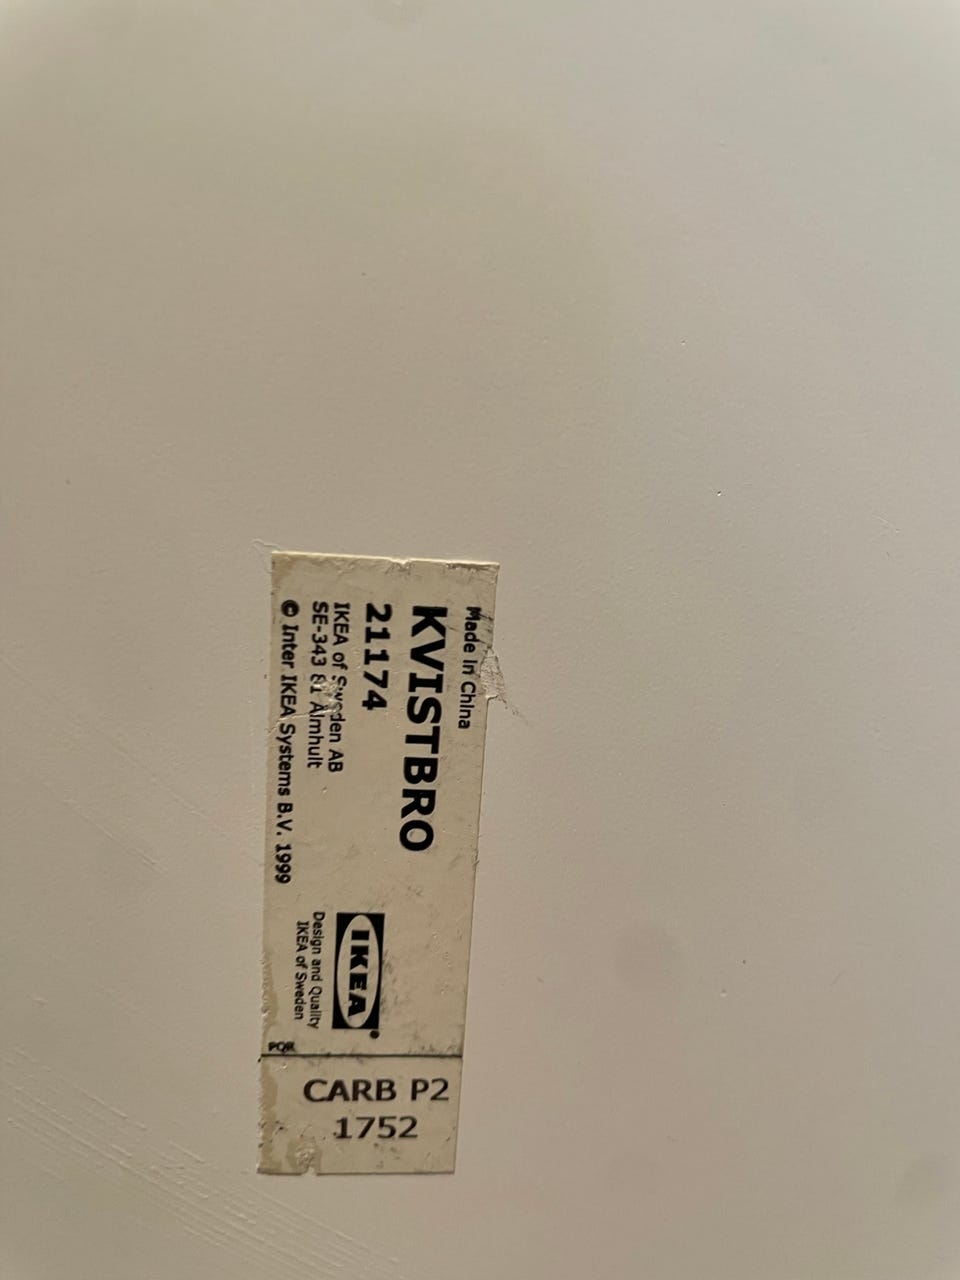 Made in China
KVISTBRO
21174
IKEA of Sweden AB
SE-343 81 Älmhult
© Inter IKEA Systems B.V. 1999
IKEA®
Design and Quality
IKEA of Sweden
PQR
CARB P2
1752